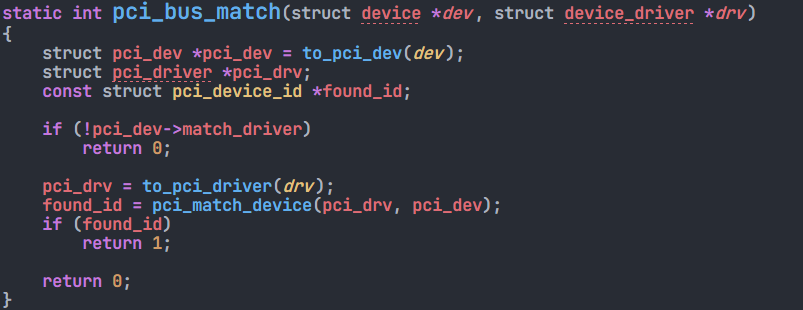 static int pci_bus_match(struct device *dev, struct device_driver *drv)
{
    struct pci_dev *pci_dev = to_pci_dev(dev);
    struct pci_driver *pci_drv;
    const struct pci_device_id *found_id;

    if (!pci_dev->match_driver)
        return 0;

    pci_drv = to_pci_driver(drv);
    found_id = pci_match_device(pci_drv, pci_dev);
    if (found_id)
        return 1;

    return 0;
}